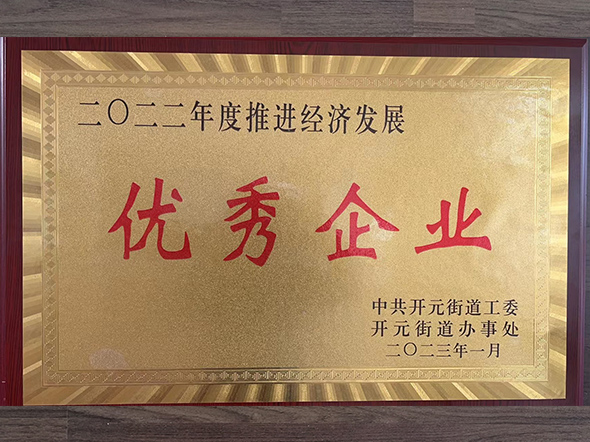 二〇二二年度推进经济发展
优秀企业
中共开元街道工委
开元街道办事处
二〇二三年一月